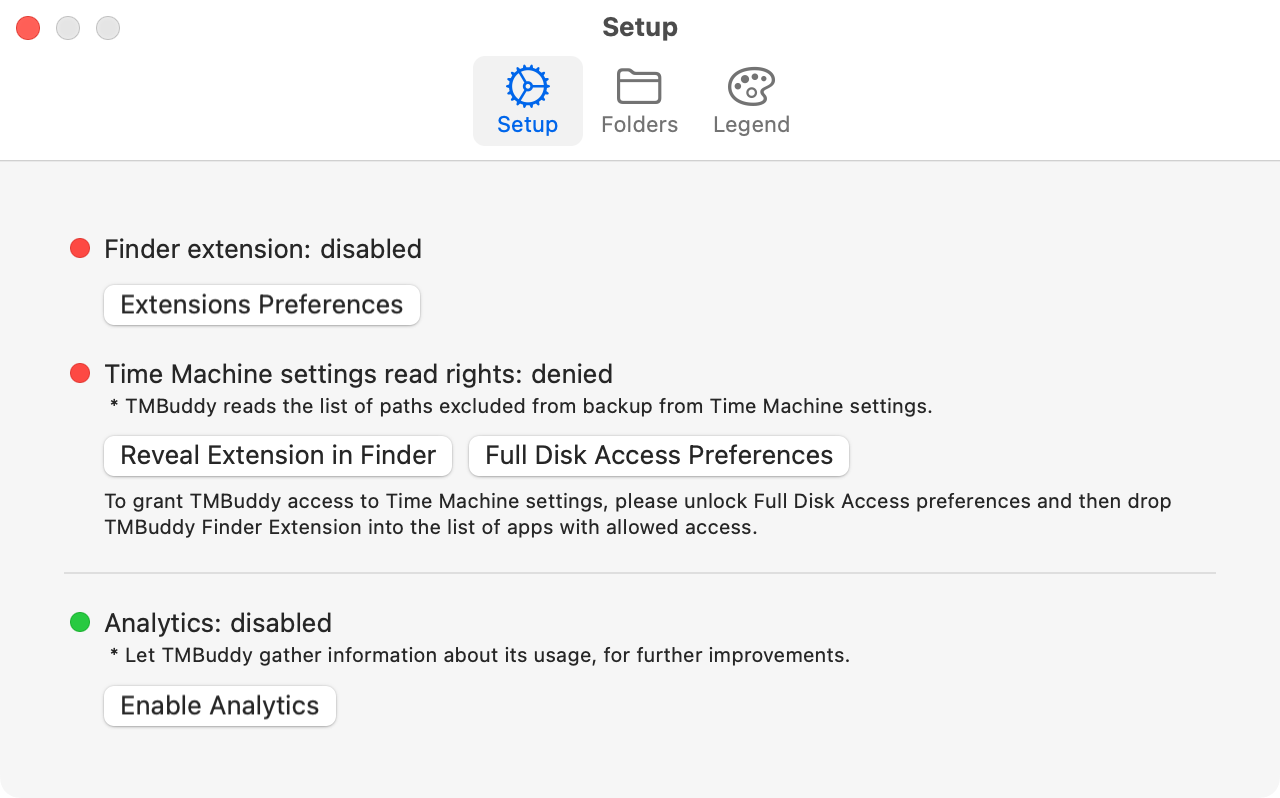 Setup
Setup
Folders
Legend
Finder extension: disabled
Extensions Preferences
Time Machine settings read rights: denied
* TMBuddy reads the list of paths excluded from backup from Time Machine settings.
Reveal Extension in Finder
Full Disk Access Preferences
To grant TMBuddy access to Time Machine settings, please unlock Full Disk Access preferences and then drop
TMBuddy Finder Extension into the list of apps with allowed access.
Analytics: disabled
* Let TMBuddy gather information about its usage, for further improvements.
Enable Analytics